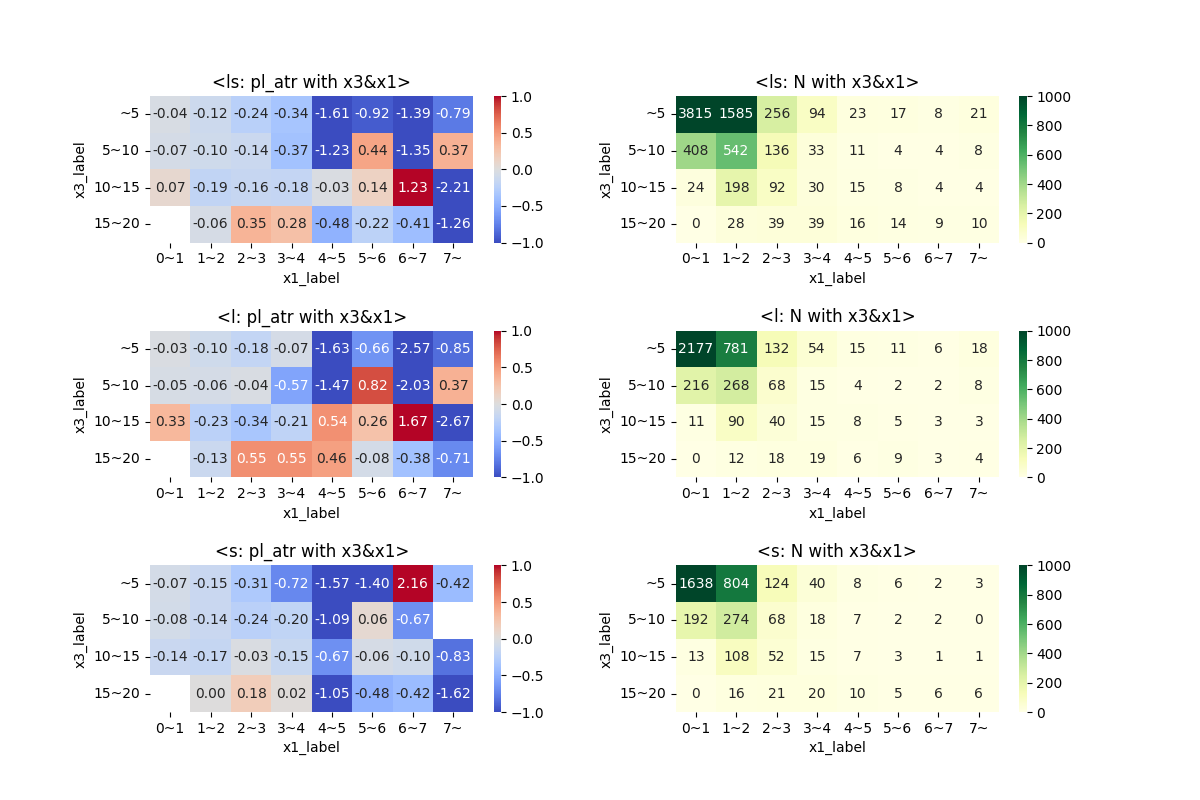 <ls: pl_atr with x3&x1>
x3_label
~5 -0.04 -0.12 -0.24 -0.34 -1.61 -0.92 -1.39 -0.79
5~10 -0.07 -0.10 -0.14 -0.37 -1.23 0.44 -1.35 0.37
10~15 0.07 -0.19 -0.16 -0.18 -0.03 0.14 1.23 -2.21
15~20 -0.06 0.35 0.28 -0.48 -0.22 -0.41 -1.26
0~1 1~2 2~3 3~4 4~5 5~6 6~7 7~
x1_label
1.0
0.5
0.0
−0.5
−1.0
<ls: N with x3&x1>
x3_label
~5 3815 1585 256 94 23 17 8 21
5~10 408 542 136 33 11 4 4 8
10~15 24 198 92 30 15 8 4 4
15~20 0 28 39 39 16 14 9 10
0~1 1~2 2~3 3~4 4~5 5~6 6~7 7~
x1_label
1000
800
600
400
200
0
<l: pl_atr with x3&x1>
x3_label
~5 -0.03 -0.10 -0.18 -0.07 -1.63 -0.66 -2.57 -0.85
5~10 -0.05 -0.06 -0.04 -0.57 -1.47 0.82 -2.03 0.37
10~15 0.33 -0.23 -0.34 -0.21 0.54 0.26 1.67 -2.67
15~20 -0.13 0.55 0.55 0.46 -0.08 -0.38 -0.71
0~1 1~2 2~3 3~4 4~5 5~6 6~7 7~
x1_label
1.0
0.5
0.0
−0.5
−1.0
<l: N with x3&x1>
x3_label
~5 2177 781 132 54 15 11 6 18
5~10 216 268 68 15 4 2 2 8
10~15 11 90 40 15 8 5 3 3
15~20 0 12 18 19 6 9 3 4
0~1 1~2 2~3 3~4 4~5 5~6 6~7 7~
x1_label
1000
800
600
400
200
0
<s: pl_atr with x3&x1>
x3_label
~5 -0.07 -0.15 -0.31 -0.72 -1.57 -1.40 2.16 -0.42
5~10 -0.08 -0.14 -0.24 -0.20 -1.09 0.06 -0.67
10~15 -0.14 -0.17 -0.03 -0.15 -0.67 -0.06 -0.10 -0.83
15~20 0.00 0.18 0.02 -1.05 -0.48 -0.42 -1.62
0~1 1~2 2~3 3~4 4~5 5~6 6~7 7~
x1_label
1.0
0.5
0.0
−0.5
−1.0
<s: N with x3&x1>
x3_label
~5 1638 804 124 40 8 6 2 3
5~10 192 274 68 18 7 2 2 0
10~15 13 108 52 15 7 3 1 1
15~20 0 16 21 20 10 5 6 6
0~1 1~2 2~3 3~4 4~5 5~6 6~7 7~
x1_label
1000
800
600
400
200
0